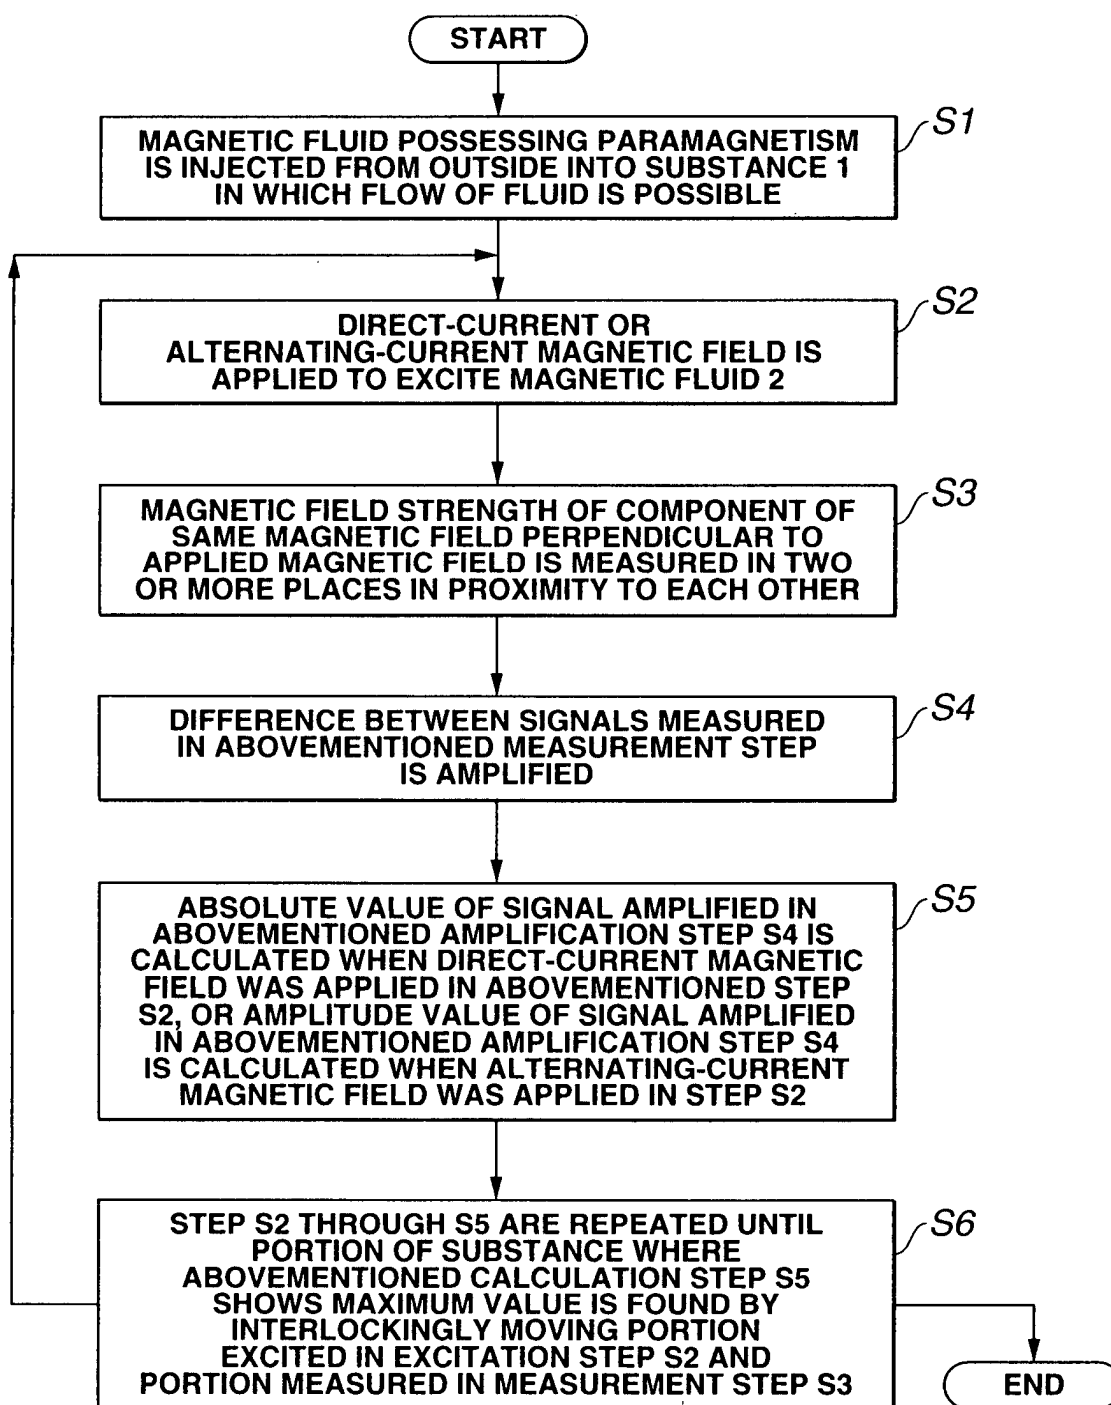 START
S1
MAGNETIC FLUID POSSESSING PARAMAGNETISM
IS INJECTED FROM OUTSIDE INTO SUBSTANCE 1
IN WHICH FLOW OF FLUID IS POSSIBLE
S2
DIRECT-CURRENT OR
ALTERNATING-CURRENT MAGNETIC FIELD IS
APPLIED TO EXCITE MAGNETIC FLUID 2
S3
MAGNETIC FIELD STRENGTH OF COMPONENT OF
SAME MAGNETIC FIELD PERPENDICULAR TO
APPLIED MAGNETIC FIELD IS MEASURED IN TWO
OR MORE PLACES IN PROXIMITY TO EACH OTHER
S4
DIFFERENCE BETWEEN SIGNALS MEASURED
IN ABOVEMENTIONED MEASUREMENT STEP
IS AMPLIFIED
S5
ABSOLUTE VALUE OF SIGNAL AMPLIFIED IN
ABOVEMENTIONED AMPLIFICATION STEP S4 IS
CALCULATED WHEN DIRECT-CURRENT MAGNETIC
FIELD WAS APPLIED IN ABOVEMENTIONED STEP
S2, OR AMPLITUDE VALUE OF SIGNAL AMPLIFIED
IN ABOVEMENTIONED AMPLIFICATION STEP S4
IS CALCULATED WHEN ALTERNATING-CURRENT
MAGNETIC FIELD WAS APPLIED IN STEP S2
S6
STEP S2 THROUGH S5 ARE REPEATED UNTIL
PORTION OF SUBSTANCE WHERE
ABOVEMENTIONED CALCULATION STEP S5
SHOWS MAXIMUM VALUE IS FOUND BY
INTERLOCKINGLY MOVING PORTION
EXCITED IN EXCITATION STEP S2 AND
PORTION MEASURED IN MEASUREMENT STEP S3
END